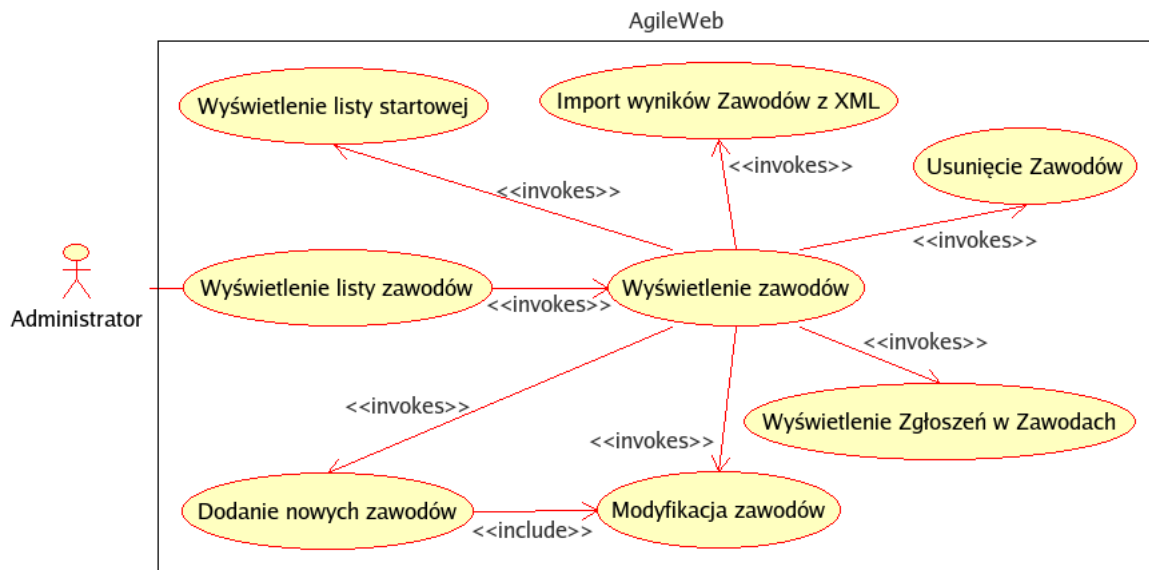 AgileWeb
Wyświetlenie listy startowej
Import wyników Zawodów z XML
Usunięcie Zawodów
<<invokes>>
<<invokes>>
<<invokes>>
Administrator
Wyświetlenie listy zawodów
<<invokes>>
Wyświetlenie zawodów
<<invokes>>
<<invokes>>
<<invokes>>
Wyświetlenie Zgłoszeń w Zawodach
Dodanie nowych zawodów
<<include>>
Modyfikacja zawodów